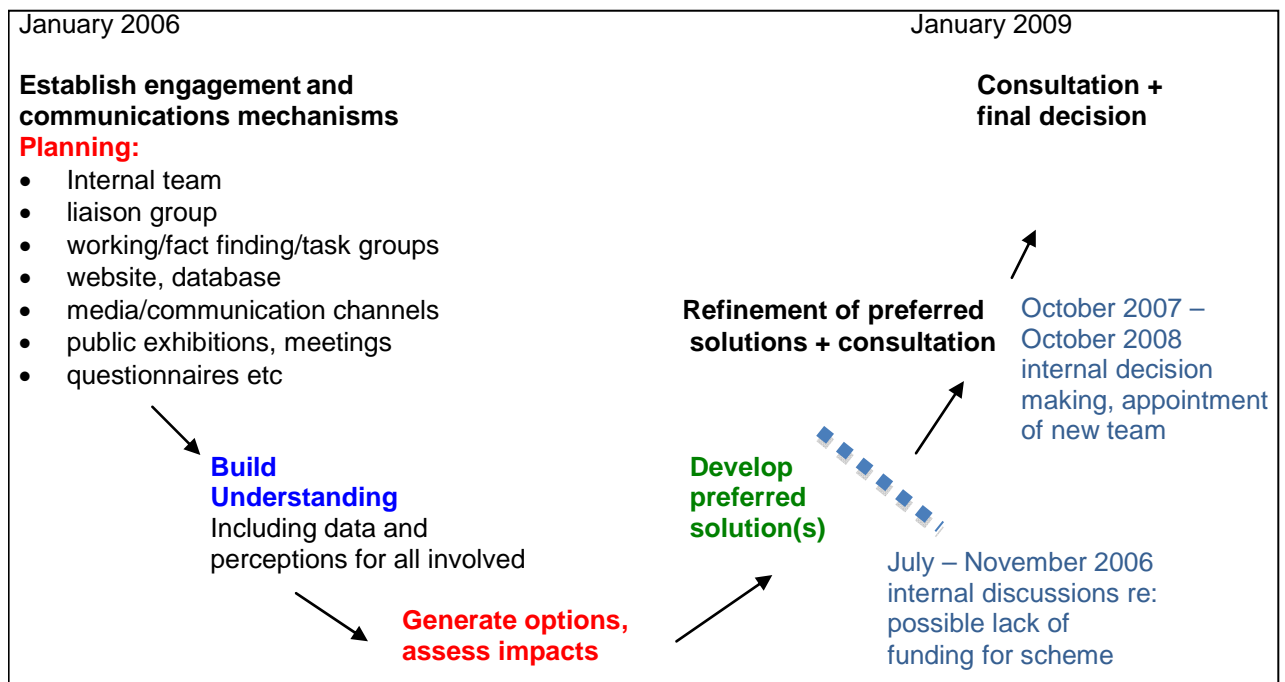 January 2006
January 2009
Establish engagement and
communications mechanisms
Planning:
• Internal team
• liaison group
• working/fact finding/task groups
• website, database
• media/communication channels
• public exhibitions, meetings
• questionnaires etc
Build
Understanding
Including data and
perceptions for all involved
Generate options,
assess impacts
Develop
preferred
solution(s)
July – November 2006
internal discussions re:
possible lack of
funding for scheme
Refinement of preferred
solutions + consultation
October 2007 –
October 2008
internal decision
making, appointment
of new team
Consultation +
final decision